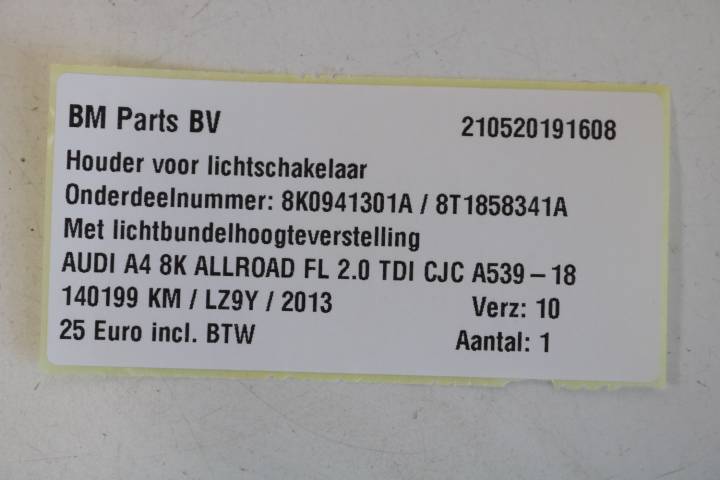 BM Parts BV 210520191608
Houder voor lichtschakelaar
Onderdeelnummer: 8K0941301A / 8T1858341A
Met lichtbundelhoogteverstelling
AUDI A4 8K ALLROAD FL 2.0 TDI CJC A539 – 18
140199 KM / LZ9Y / 2013 Verz: 10
25 Euro incl. BTW Aantal: 1